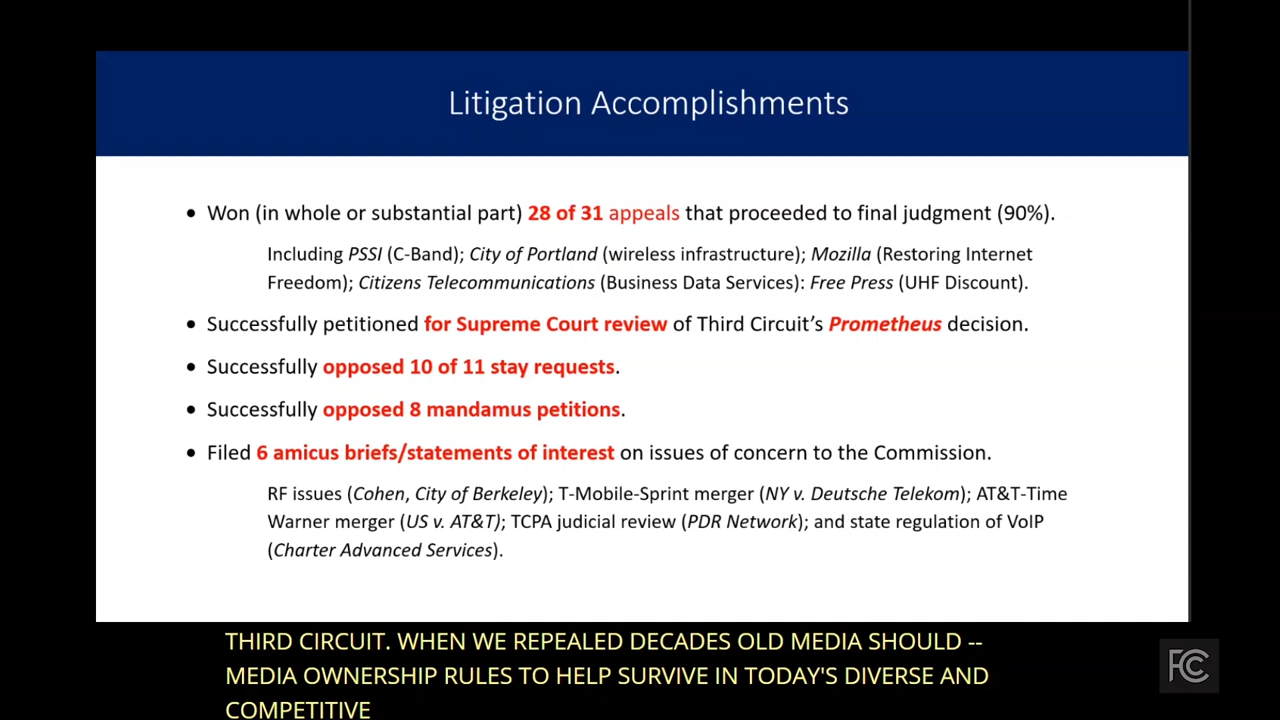 Litigation Accomplishments
• Won (in whole or substantial part) 28 of 31 appeals that proceeded to final judgment (90%).
Including PSSI (C-Band); City of Portland (wireless infrastructure); Mozilla (Restoring Internet
Freedom); Citizens Telecommunications (Business Data Services): Free Press (UHF Discount).
• Successfully petitioned for Supreme Court review of Third Circuit’s Prometheus decision.
• Successfully opposed 10 of 11 stay requests.
• Successfully opposed 8 mandamus petitions.
• Filed 6 amicus briefs/statements of interest on issues of concern to the Commission.
RF issues (Cohen, City of Berkeley); T-Mobile-Sprint merger (NY v. Deutsche Telekom); AT&T-Time
Warner merger (US v. AT&T); TCPA judicial review (PDR Network); and state regulation of VoIP
(Charter Advanced Services).
THIRD CIRCUIT. WHEN WE REPEALED DECADES OLD MEDIA SHOULD --
MEDIA OWNERSHIP RULES TO HELP SURVIVE IN TODAY'S DIVERSE AND
COMPETITIVE
FCC